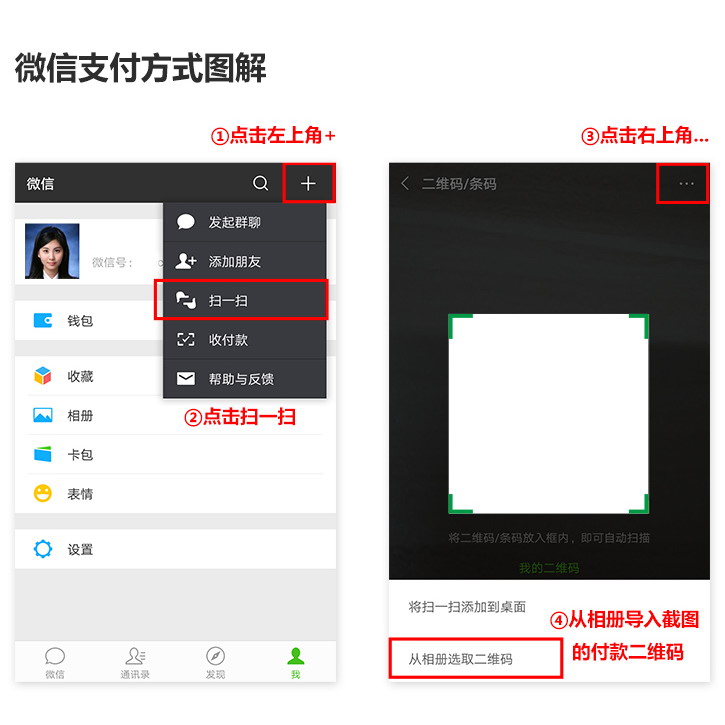 微信支付方式图解
①点击左上角+
微信
发起群聊
添加朋友
微信号：
扫一扫
钱包
收付款
收藏
帮助与反馈
相册
②点击扫一扫
卡包
表情
设置
微信
通讯录
发现
我
③点击右上角...
二维码/条码
将二维码/条码放入框内，即可自动扫描
我的二维码
将扫一扫添加到桌面
④从相册导入截图
的付款二维码
从相册选取二维码